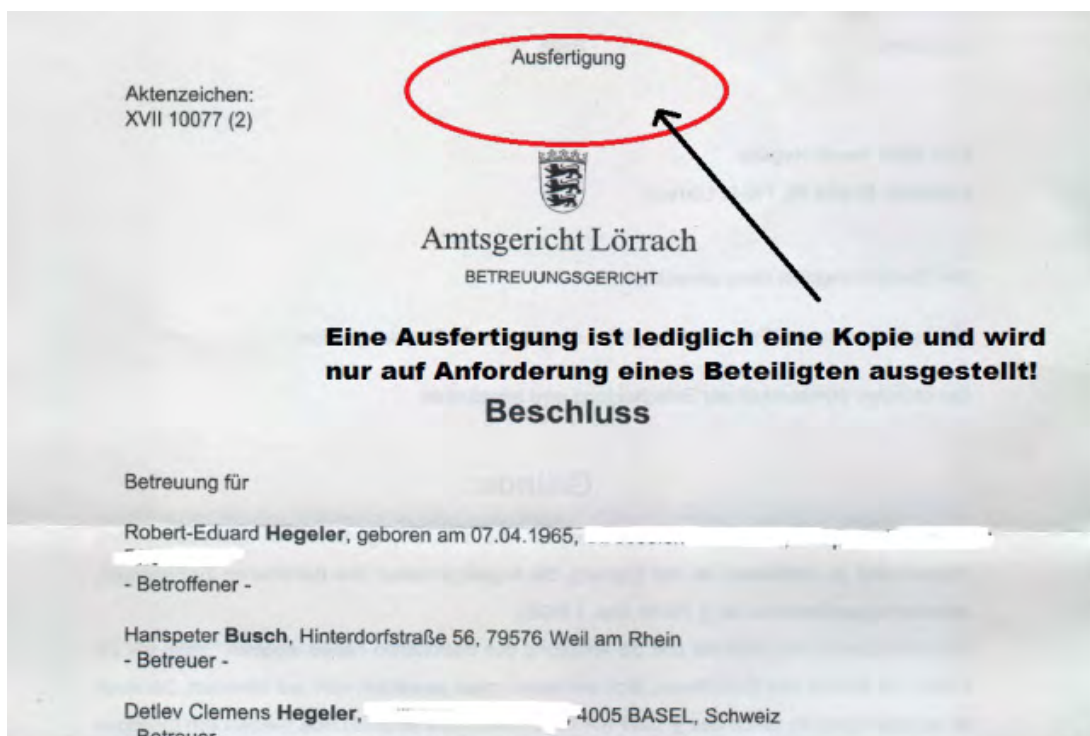 Ausfertigung
Aktenzeichen:
XVII 10077 (2)
Amtsgericht Lörrach
BETREUUNGSGERICHT
Eine Ausfertigung ist lediglich eine Kopie und wird
nur auf Anforderung eines Beteiligten ausgestellt!
Beschluss
Betreuung für
Robert-Eduard Hegeler, geboren am 07.04.1965,
- Betroffener -
Hanspeter Busch, Hinterdorfstraße 56, 79576 Weil am Rhein
- Betreuer -
Detlev Clemens Hegeler, , 4005 BASEL, Schweiz
- Betreuer -